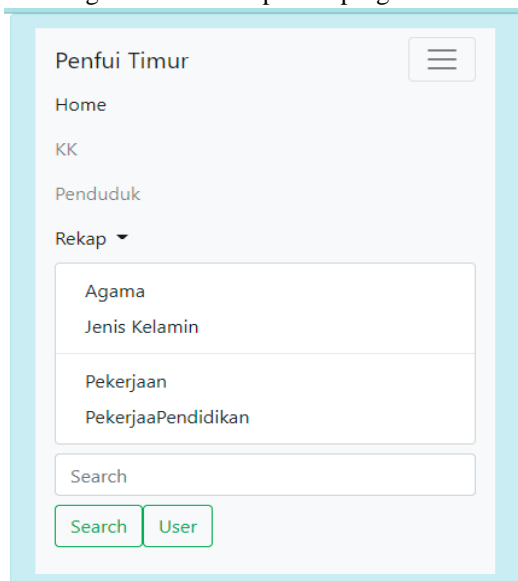 Penfui Timur
Home
KK
Penduduk
Rekap
Agama
Jenis Kelamin
Pekerjaan
PekerjaaPendidikan
Search
Search User